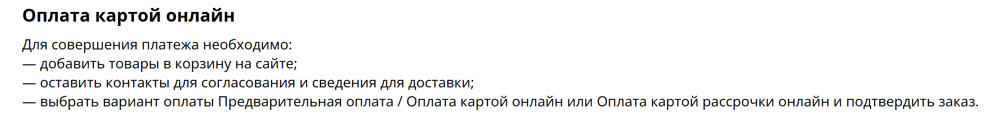 Оплата картой онлайн
Для совершения платежа необходимо:
— добавить товары в корзину на сайте;
— оставить контакты для согласования и сведения для доставки;
— выбрать вариант оплаты Предварительная оплата / Оплата картой онлайн или Оплата картой рассрочки онлайн и подтвердить заказ.